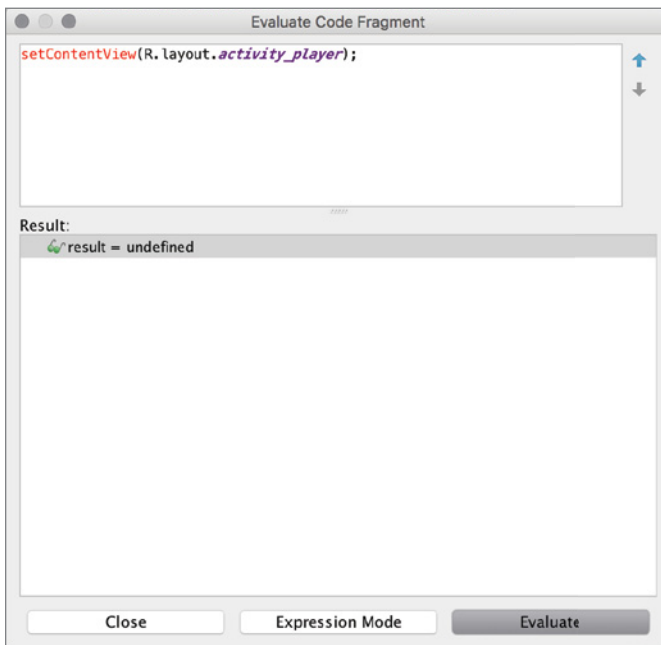 Evaluate Code Fragment
setContentView(R.layout.activity_player);
Result:
result = undefined
Close
Expression Mode
Evaluate